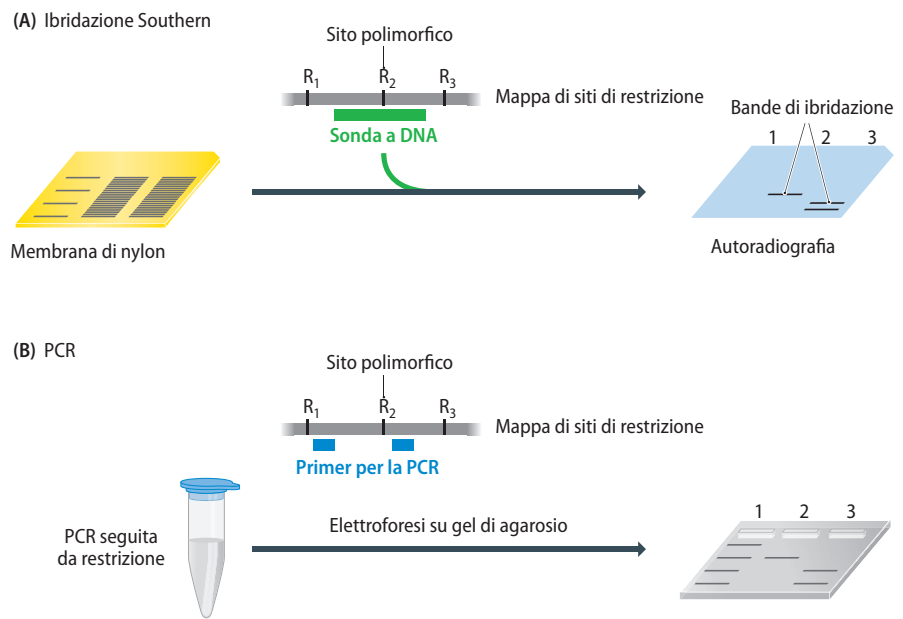 (A) Ibridazione Southern
Sito polimorfico
R1 R2 R3
Mappa di siti di restrizione
Sonda a DNA
Bande di ibridazione
1 2 3
Membrana di nylon
Autoradiografia
(B) PCR
Sito polimorfico
R1 R2 R3
Mappa di siti di restrizione
Primer per la PCR
PCR seguita
da restrizione
Elettroforesi su gel di agarosio
1 2 3